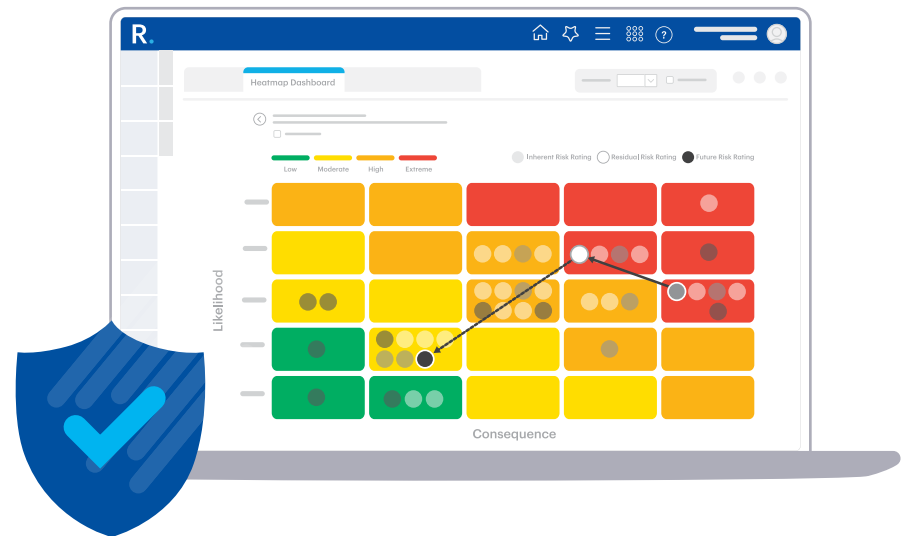 R.
?
Heatmap Dashboard
Inherent Risk Rating Residual Risk Rating Future Risk Rating
Low Moderate High Extreme
Likelihood
Consequence